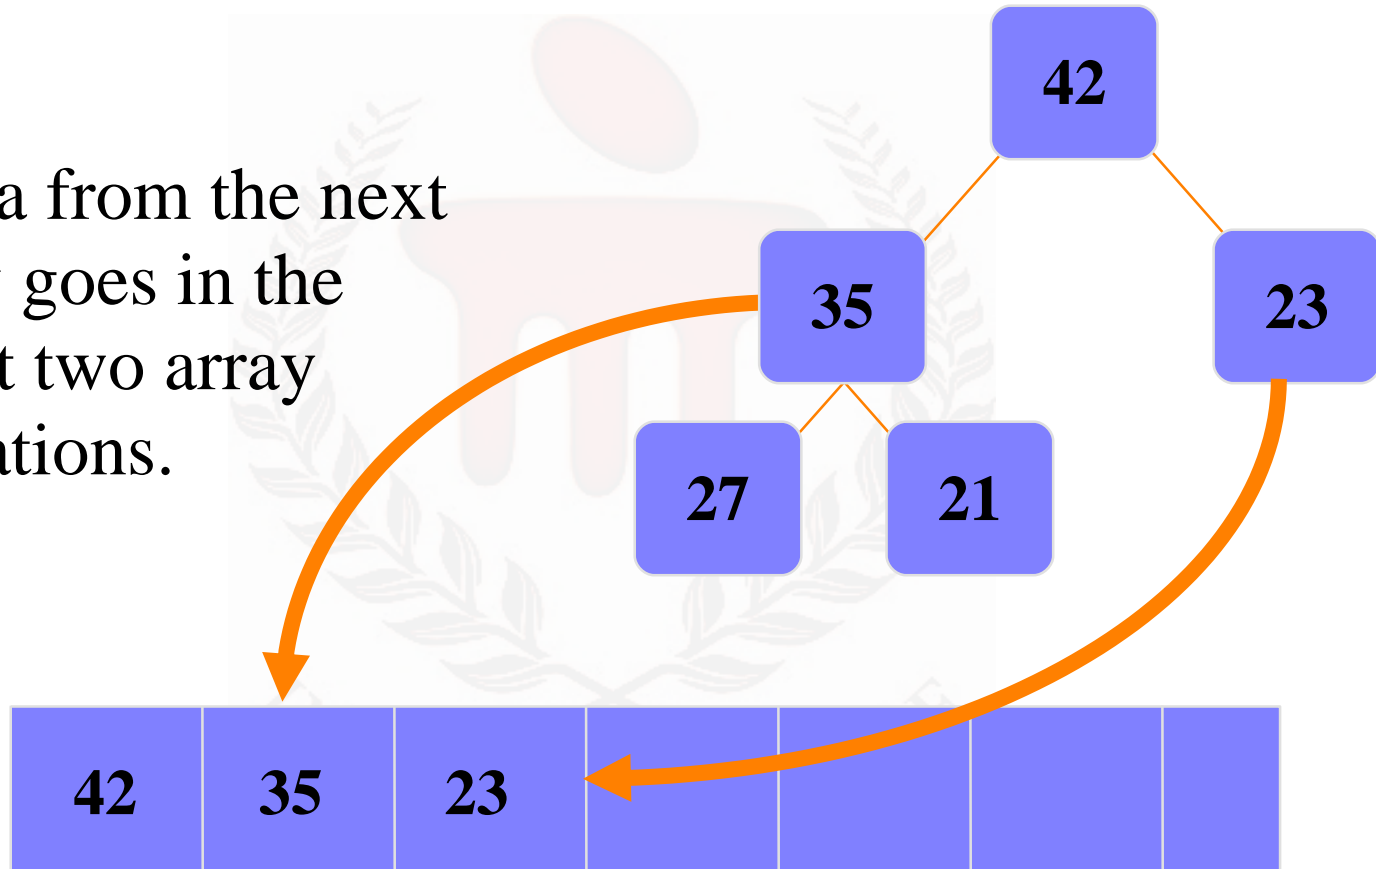 42
a from the next
goes in the
35
23
t two array
ations.
27
21
42 35 23